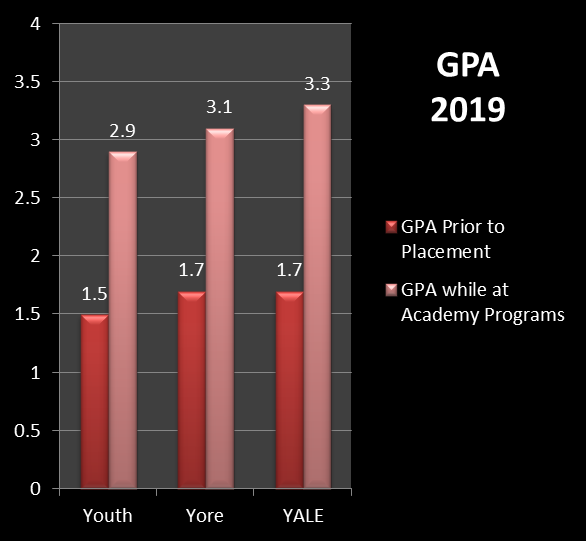 GPA
2019
4
3.5
3
2.5
2
1.5
1
0.5
0
1.5
2.9
1.7
3.1
1.7
3.3
Youth
Yore
YALE
GPA Prior to
Placement
GPA while at
Academy Programs